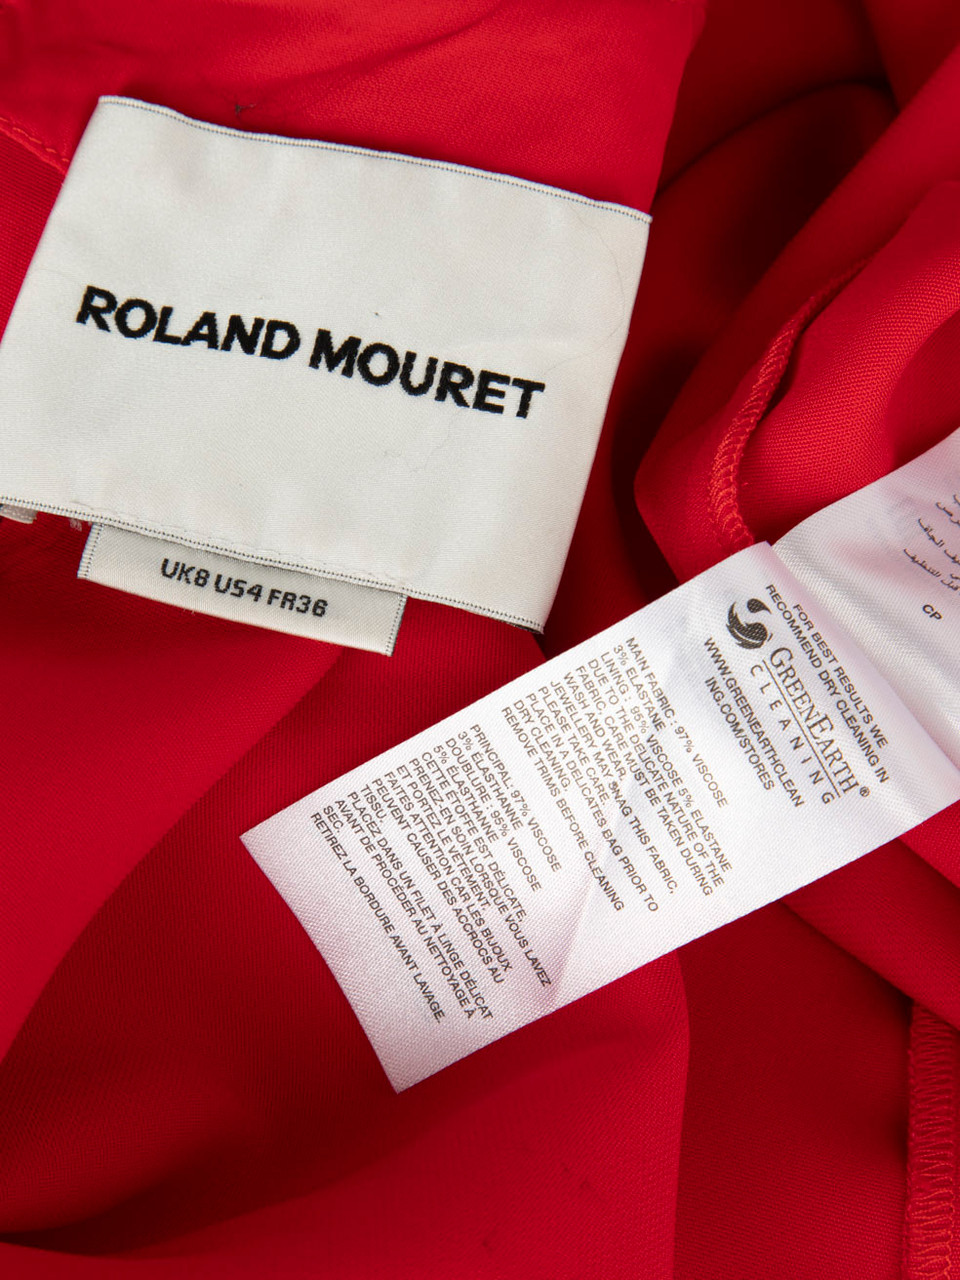 ROLAND MOURET
UK8 US4 FR36
FOR BEST RESULTS WE
RECOMMEND DRY CLEANING IN
GREENEARTH®
CLEANING
WWW.GREENEARTHCLEAN
ING.COM/STORES
MAIN FABRIC : 97% VISCOSE
3% ELASTANE
LINING : 95% VISCOSE 5% ELASTANE
DUE TO THE DELICATE NATURE OF THE
FABRIC, CARE MUST BE TAKEN DURING
WASH AND WEAR.
JEWELLERY MAY SNAG THIS FABRIC.
PLEASE TAKE CARE.
PLACE IN A DELICATES BAG PRIOR TO
DRY CLEANING.
REMOVE TRIMS BEFORE CLEANING
PRINCIPAL: 97% VISCOSE
3% ÉLASTHANNE
DOUBLURE : 95% VISCOSE
5% ÉLASTHANNE
CETTE ÉTOFFE EST DÉLICATE,
PRENEZ EN SOIN LORSQUE VOUS LAVEZ
ET PORTEZ LE VÊTEMENT.
FAITES ATTENTION CAR LES BIJOUX
PEUVENT CAUSER DES ACCROCS AU
TISSU.
PLACEZ DANS UN FILET À LINGE DÉLICAT
AVANT DE PROCÉDER AU NETTOYAGE À
SEC.
RETIREZ LA BORDURE AVANT LAVAGE.
الجاف
قبل التنظيف
CP